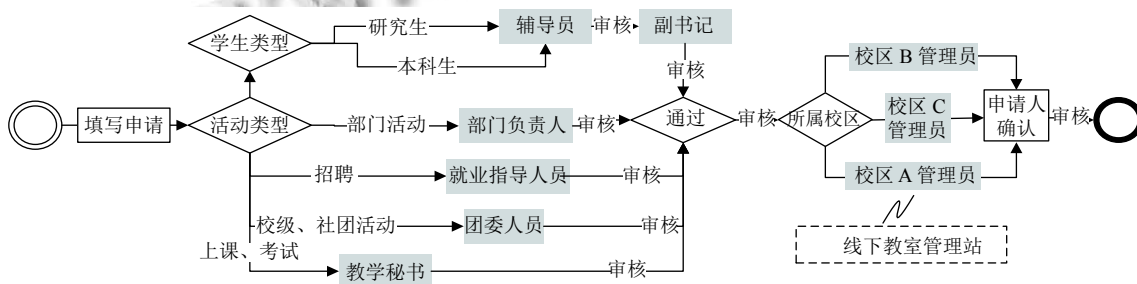 研究生
辅导员
审核
副书记
学生类型
本科生
审核
校区 B 管理员
填写申请
活动类型
部门活动
部门负责人
审核
通过
审核
所属校区
校区 C
管理员
申请人
确认
审核
招聘
就业指导人员
审核
校区 A 管理员
校级、社团活动
团委人员
审核
线下教室管理站
上课、考试
教学秘书
审核